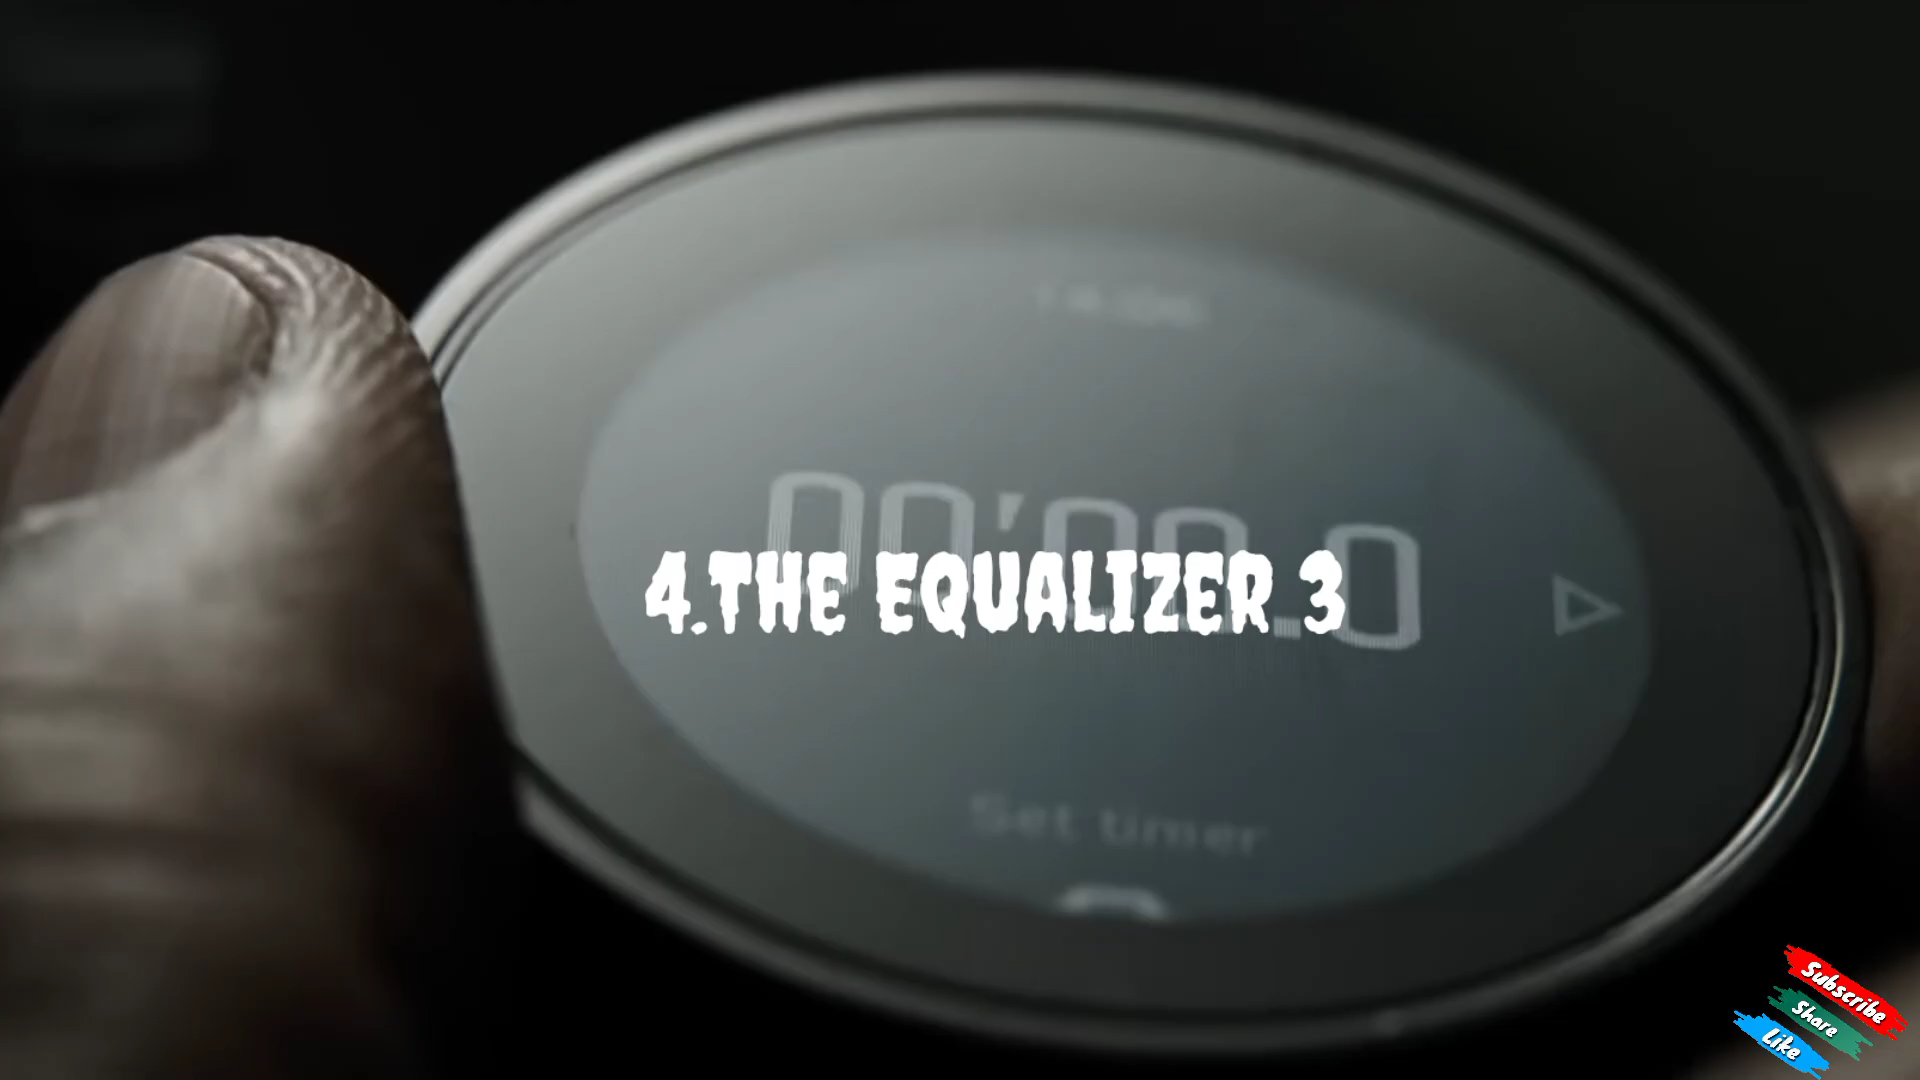 00'00.0
4.THE EQUALIZER 3
Set timer
Subscribe
Share
Like